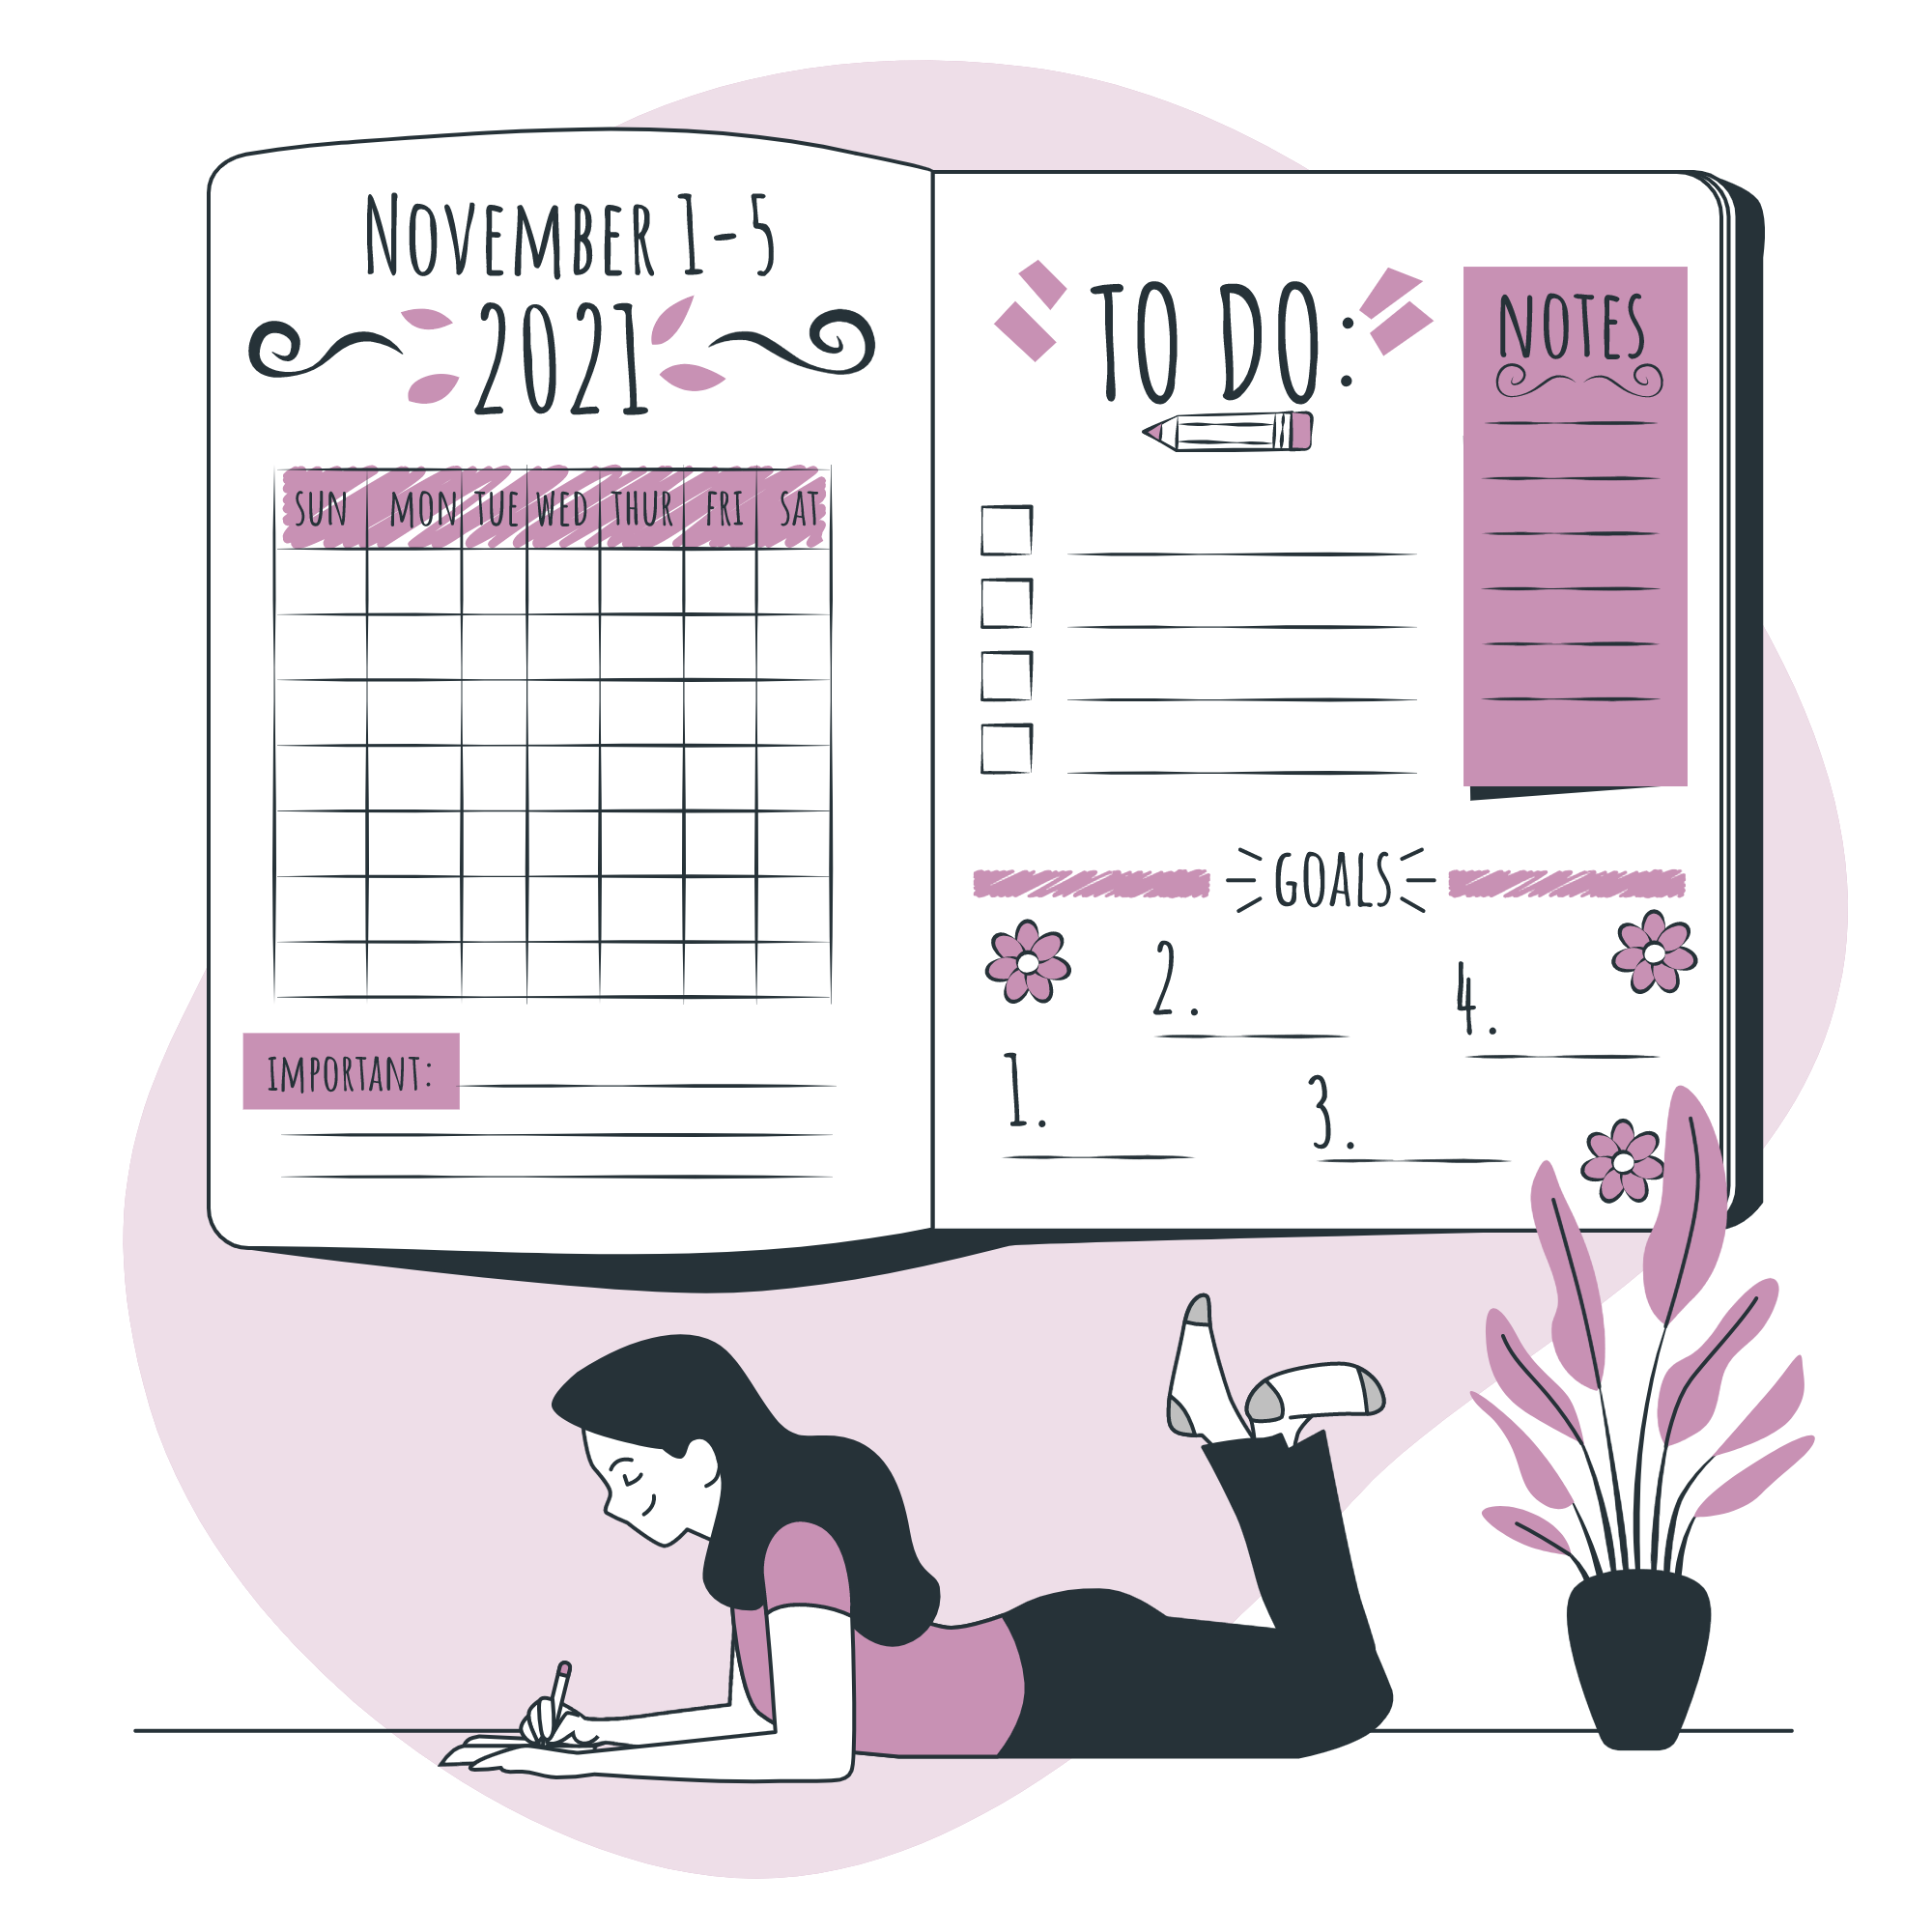 NOVEMBER 1-5
2021
SUN MON TUE WED THUR FRI SAT
IMPORTANT:
TO DO:
NOTES
GOALS
1.
2.
3.
4.